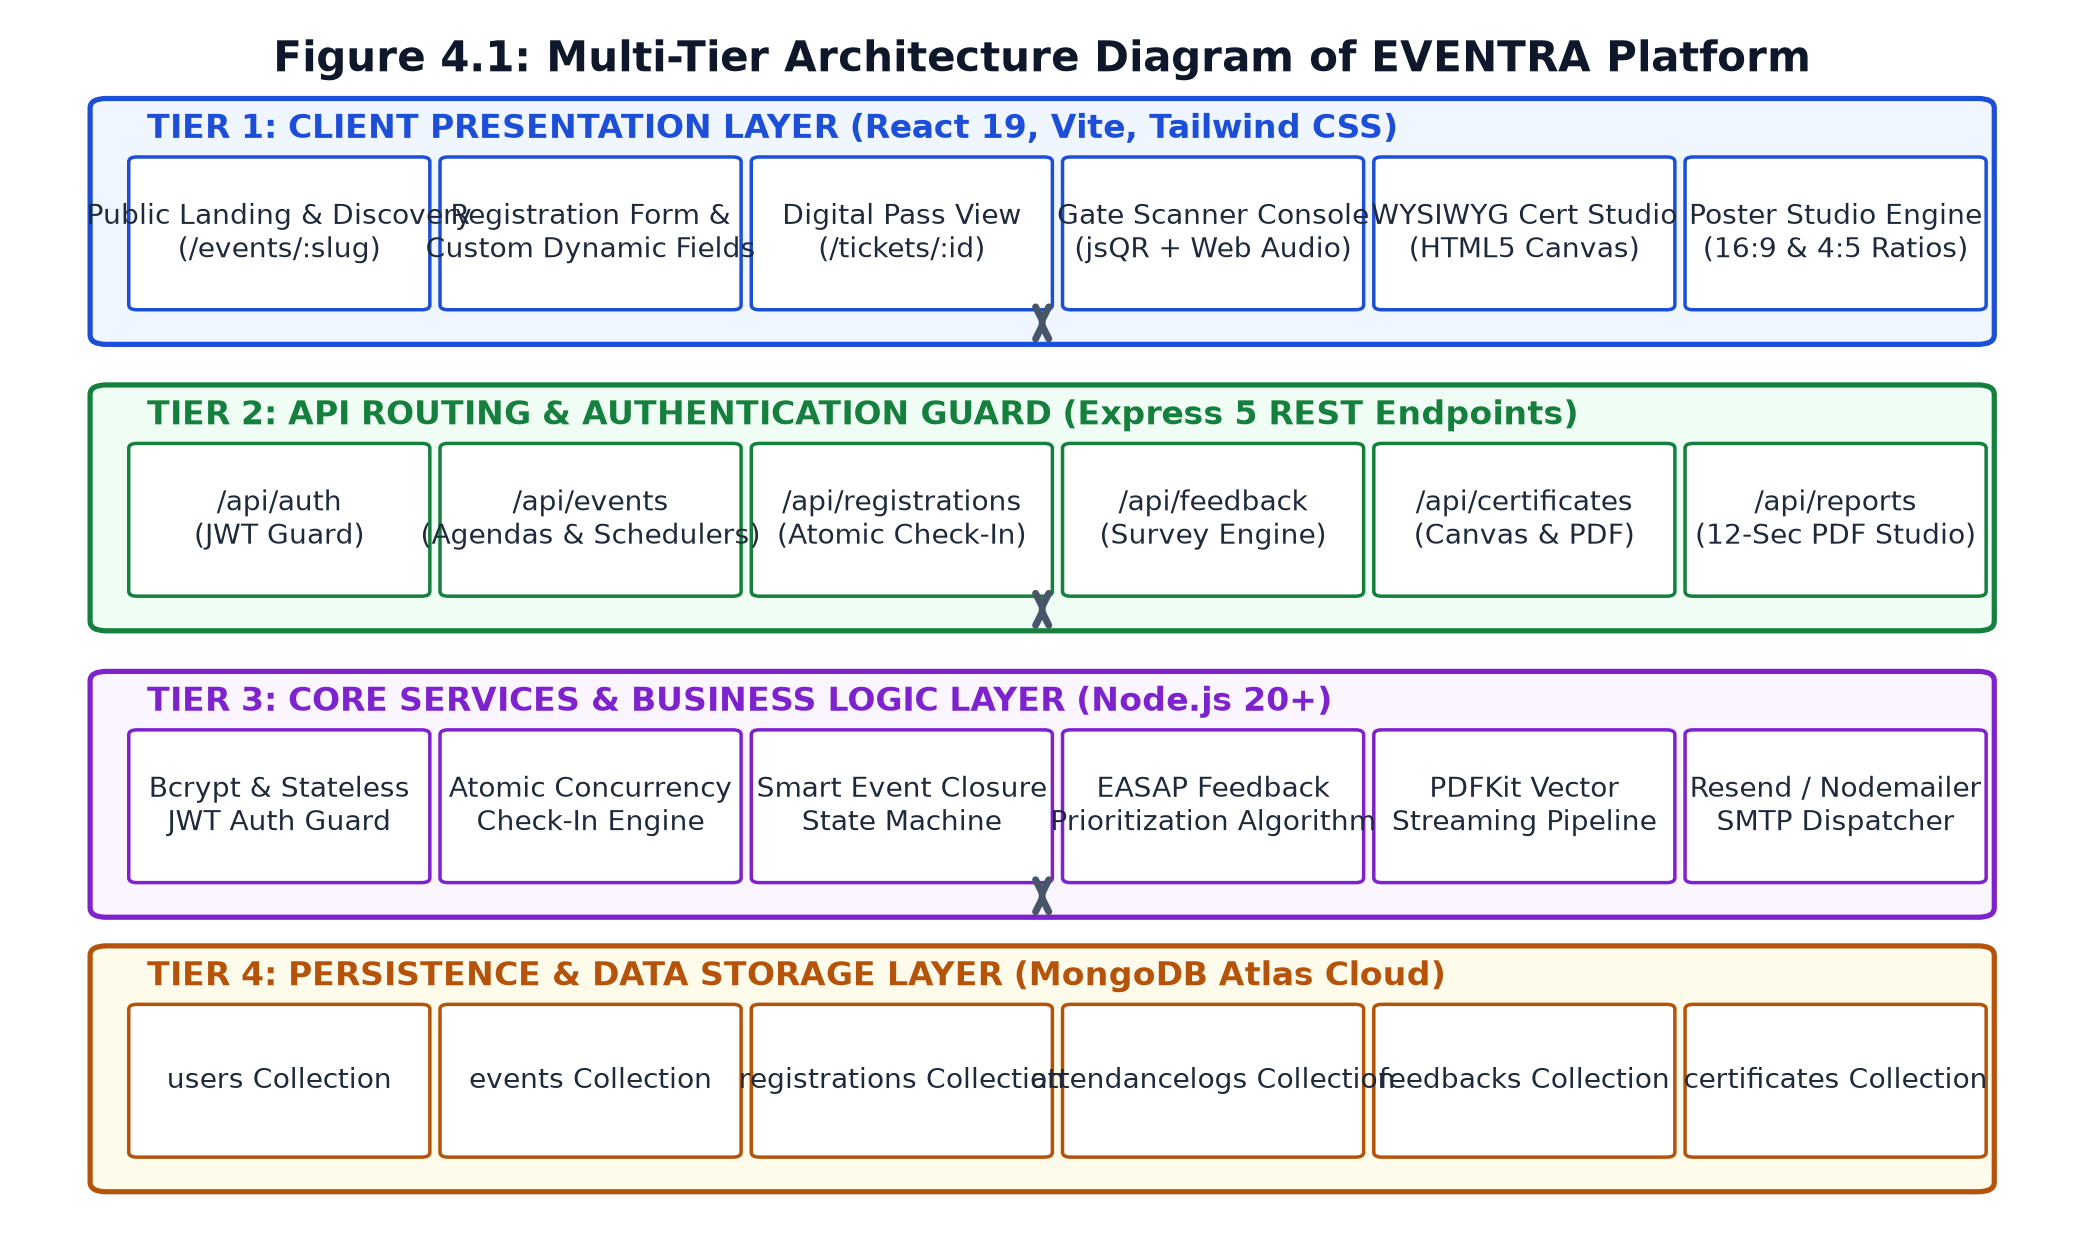 Figure 4.1: Multi-Tier Architecture Diagram of EVENTRA Platform
TIER 1: CLIENT PRESENTATION LAYER (React 19, Vite, Tailwind CSS)
Public Landing & Discovery
(/events/:slug)
Registration Form &
Custom Dynamic Fields
Digital Pass View
(/tickets/:id)
Gate Scanner Console
(jsQR + Web Audio)
WYSIWYG Cert Studio
(HTML5 Canvas)
Poster Studio Engine
(16:9 & 4:5 Ratios)
TIER 2: API ROUTING & AUTHENTICATION GUARD (Express 5 REST Endpoints)
/api/auth
(JWT Guard)
/api/events
(Agendas & Schedulers)
/api/registrations
(Atomic Check-In)
/api/feedback
(Survey Engine)
/api/certificates
(Canvas & PDF)
/api/reports
(12-Sec PDF Studio)
TIER 3: CORE SERVICES & BUSINESS LOGIC LAYER (Node.js 20+)
Bcrypt & Stateless
JWT Auth Guard
Atomic Concurrency
Check-In Engine
Smart Event Closure
State Machine
EASAP Feedback
Prioritization Algorithm
PDFKit Vector
Streaming Pipeline
Resend / Nodemailer
SMTP Dispatcher
TIER 4: PERSISTENCE & DATA STORAGE LAYER (MongoDB Atlas Cloud)
users Collection
events Collection
registrations Collection
attendancelogs Collection
feedbacks Collection
certificates Collection